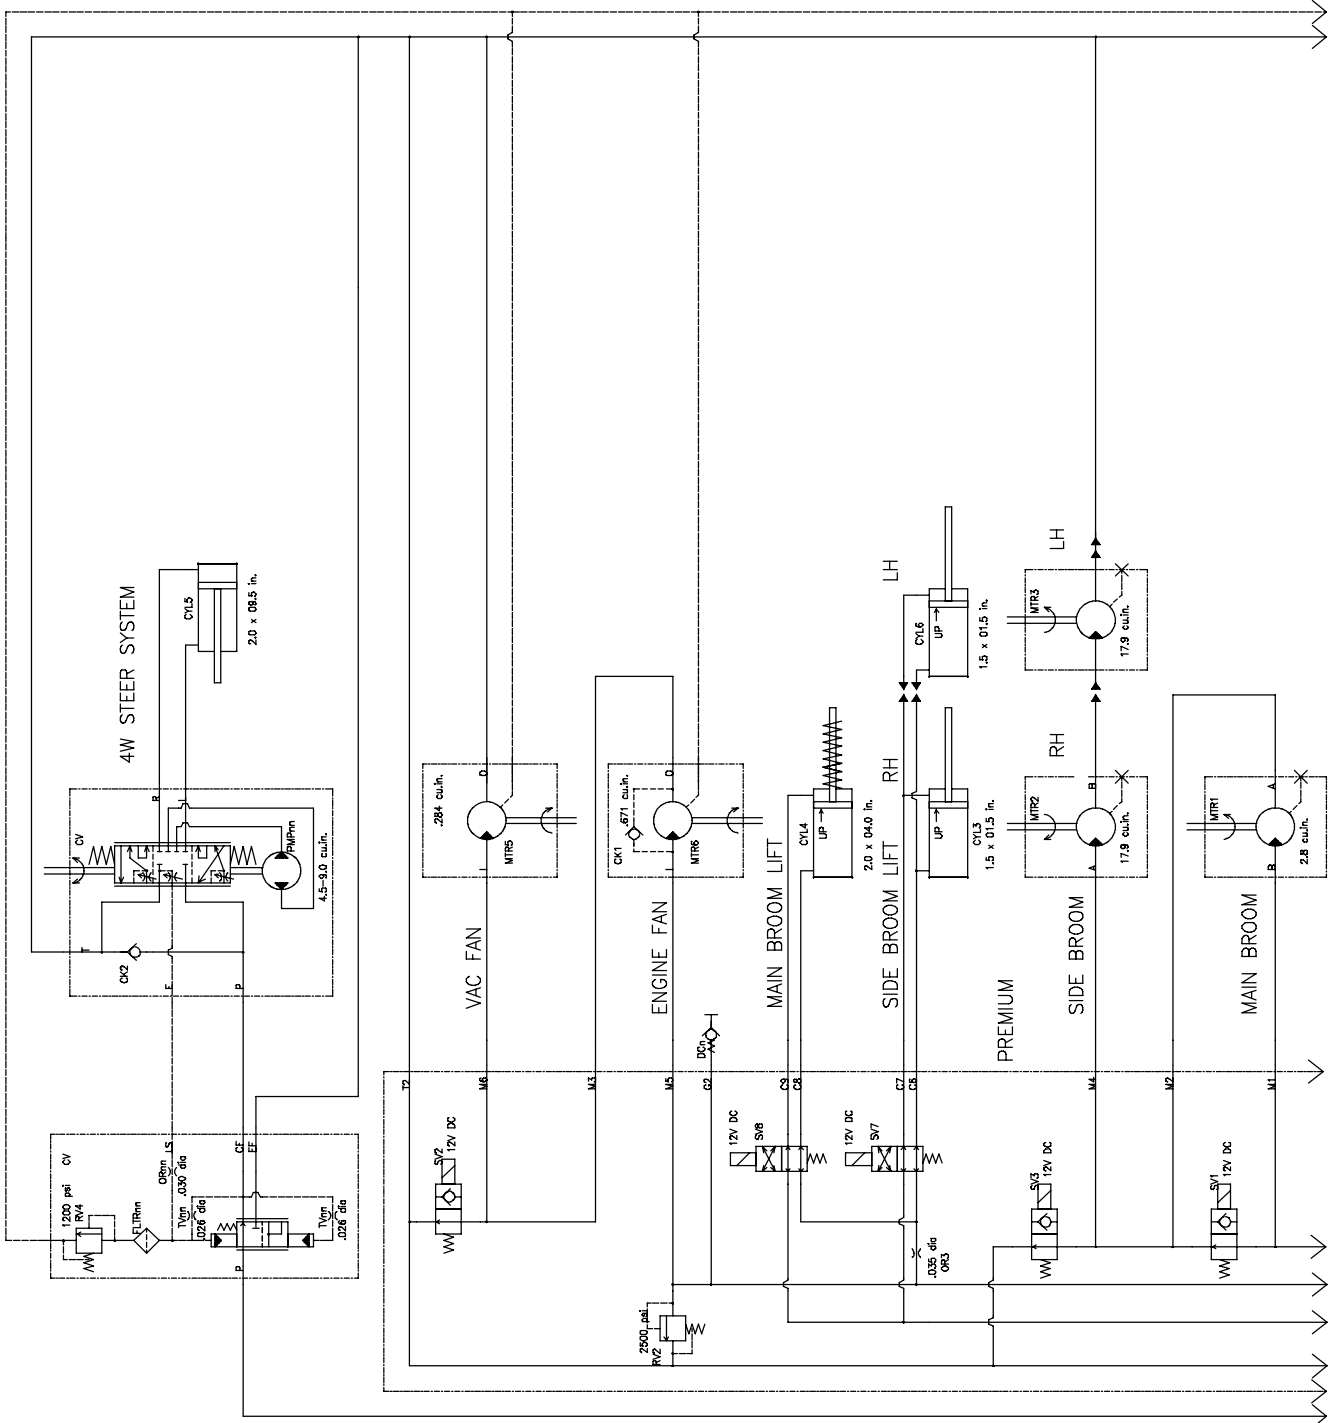 4W STEER SYSTEM
CYL5
2.0 x 09.5 in.
CV
R
L
PMPnn
4.5-9.0 cu.in.
T
CK2
E
P
1200 psi
CV
RV4
FLTRnn
ORnn
.030 dia
LS
TVnn
.026 dia
CF
EF
TVnn
.026 dia
P
VAC FAN
.284 cu.in.
D
MTR5
I
T2
M6
SV2
12V DC
ENGINE FAN
.671 cu.in.
CK1
D
MTR6
I
M3
M5
DCn
G2
2500 psi
RV2
MAIN BROOM LIFT
CYL4
UP
2.0 x 04.0 in.
C9
C8
12V DC
SV8
SIDE BROOM LIFT
RH
LH
CYL6
UP
1.5 x 01.5 in.
UP
CYL3
1.5 x 01.5 in.
C7
C6
12V DC
SV7
.035 dia
OR3
PREMIUM
SIDE BROOM
RH
LH
MTR3
17.9 cu.in.
MTR2
B
A
17.9 cu.in.
M4
SV3
12V DC
MAIN BROOM
MTR1
A
B
2.8 cu.in.
M2
M1
SV1
12V DC